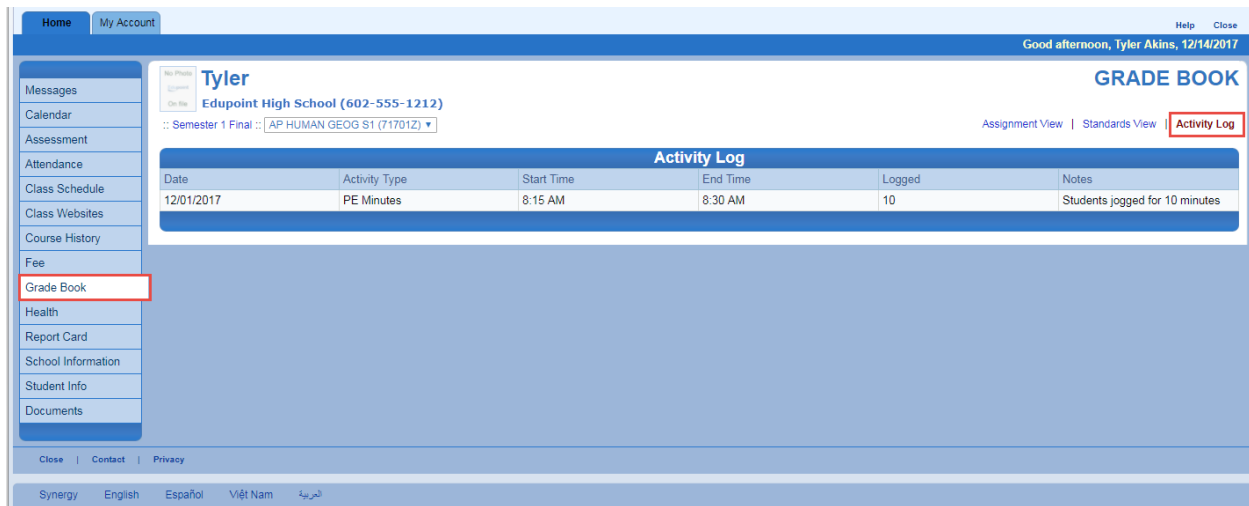 Home My Account
Help Close
Good afternoon, Tyler Akins, 12/14/2017
Messages
Calendar
Assessment
Attendance
Class Schedule
Class Websites
Course History
Fee
Grade Book
Health
Report Card
School Information
Student Info
Documents
No Photo
On file
Tyler
GRADE BOOK
Edupoint High School (602-555-1212)
:: Semester 1 Final :: AP HUMAN GEOG S1 (71701Z)
Assignment View | Standards View | Activity Log
Activity Log
Date Activity Type Start Time End Time Logged Notes
12/01/2017 PE Minutes 8:15 AM 8:30 AM 10 Students jogged for 10 minutes
Close | Contact | Privacy
Synergy English Español Việt Nam العربية